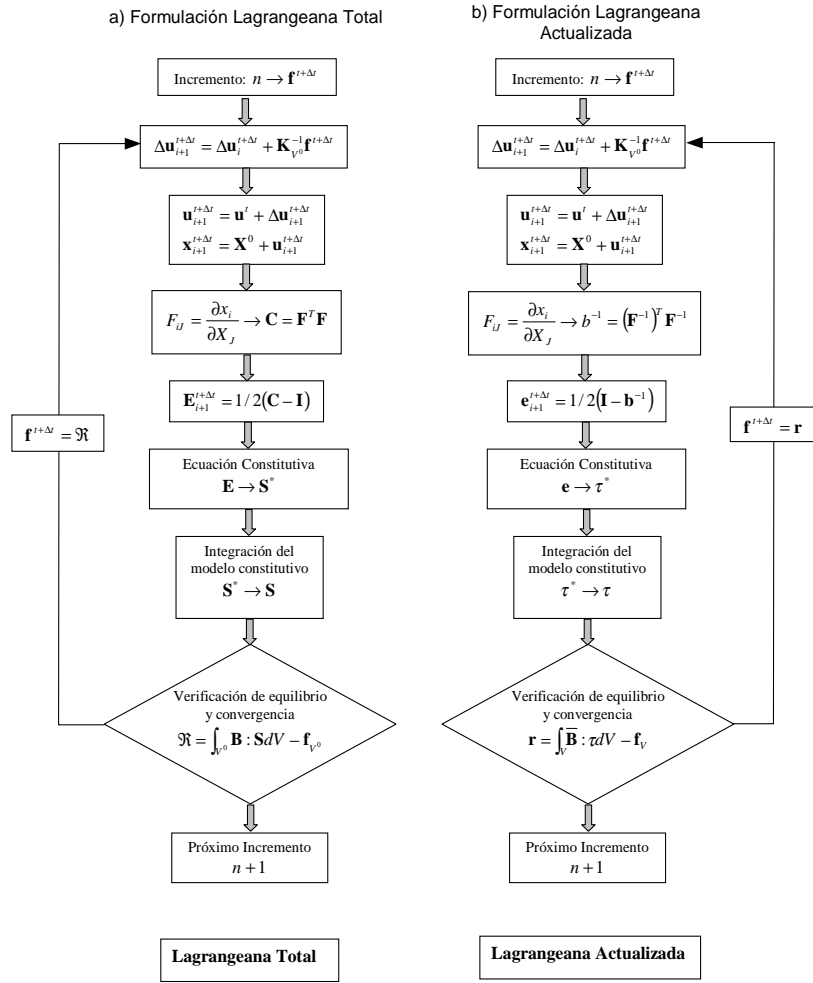 a) Formulación Lagrangeana Total
Incremento: n → f^{t+Δt}
Δu_{i+1}^{t+Δt} = Δu_i^{t+Δt} + K_{V^0}^{-1} f^{t+Δt}
u_{i+1}^{t+Δt} = u^t + Δu_{i+1}^{t+Δt}
x_{i+1}^{t+Δt} = X^0 + u_{i+1}^{t+Δt}
F_{iJ} = ∂x_i / ∂X_J → C = F^T F
E_{i+1}^{t+Δt} = 1/2(C − I)
f^{t+Δt} = ℜ
Ecuación Constitutiva
E → S^*
Integración del
modelo constitutivo
S^* → S
Verificación de equilibrio
y convergencia
ℜ = ∫_{V^0} B : S dV − f_{V^0}
Próximo Incremento
n + 1
Lagrangeana Total
b) Formulación Lagrangeana
Actualizada
Incremento: n → f^{t+Δt}
Δu_{i+1}^{t+Δt} = Δu_i^{t+Δt} + K_{V^0}^{-1} f^{t+Δt}
u_{i+1}^{t+Δt} = u^t + Δu_{i+1}^{t+Δt}
x_{i+1}^{t+Δt} = X^0 + u_{i+1}^{t+Δt}
F_{iJ} = ∂x_i / ∂X_J → b^{-1} = (F^{-1})^T F^{-1}
e_{i+1}^{t+Δt} = 1/2(I − b^{-1})
f^{t+Δt} = r
Ecuación Constitutiva
e → τ^*
Integración del
modelo constitutivo
τ^* → τ
Verificación de equilibrio
y convergencia
r = ∫_V B̅ : τ dV − f_V
Próximo Incremento
n + 1
Lagrangeana Actualizada